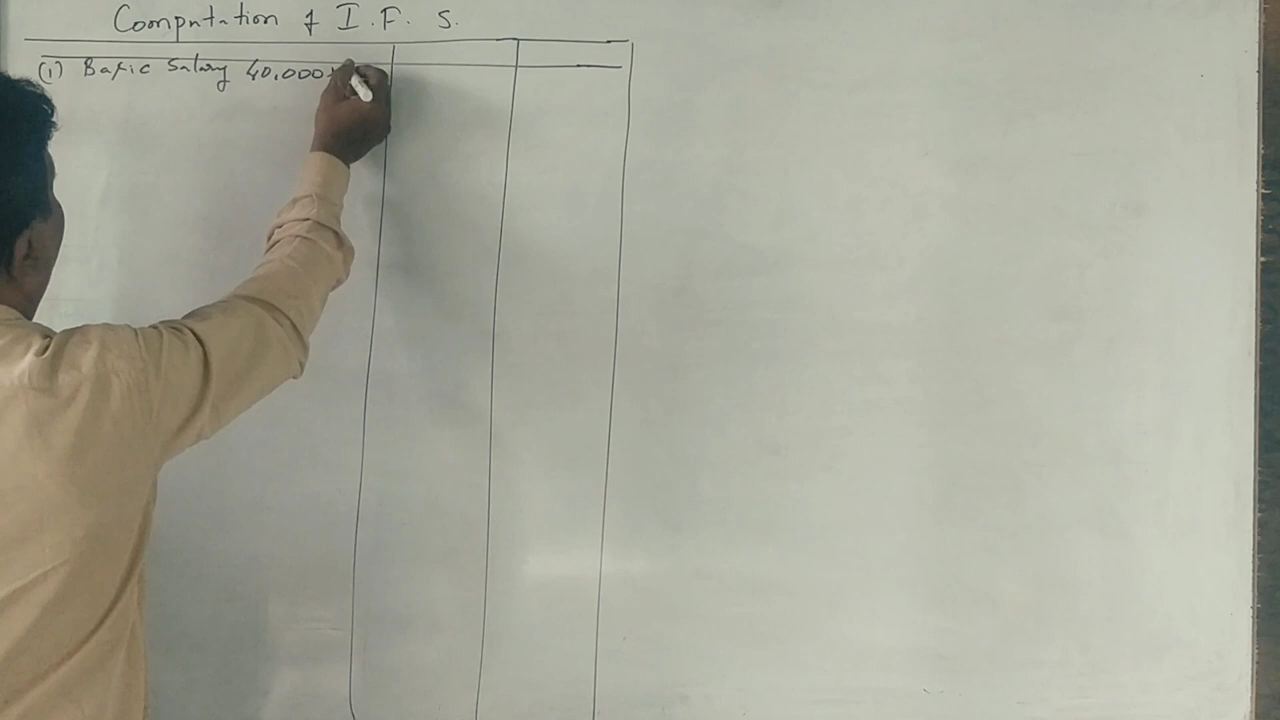 Computation of I.F. S.
(1) Basic Salary 40,000